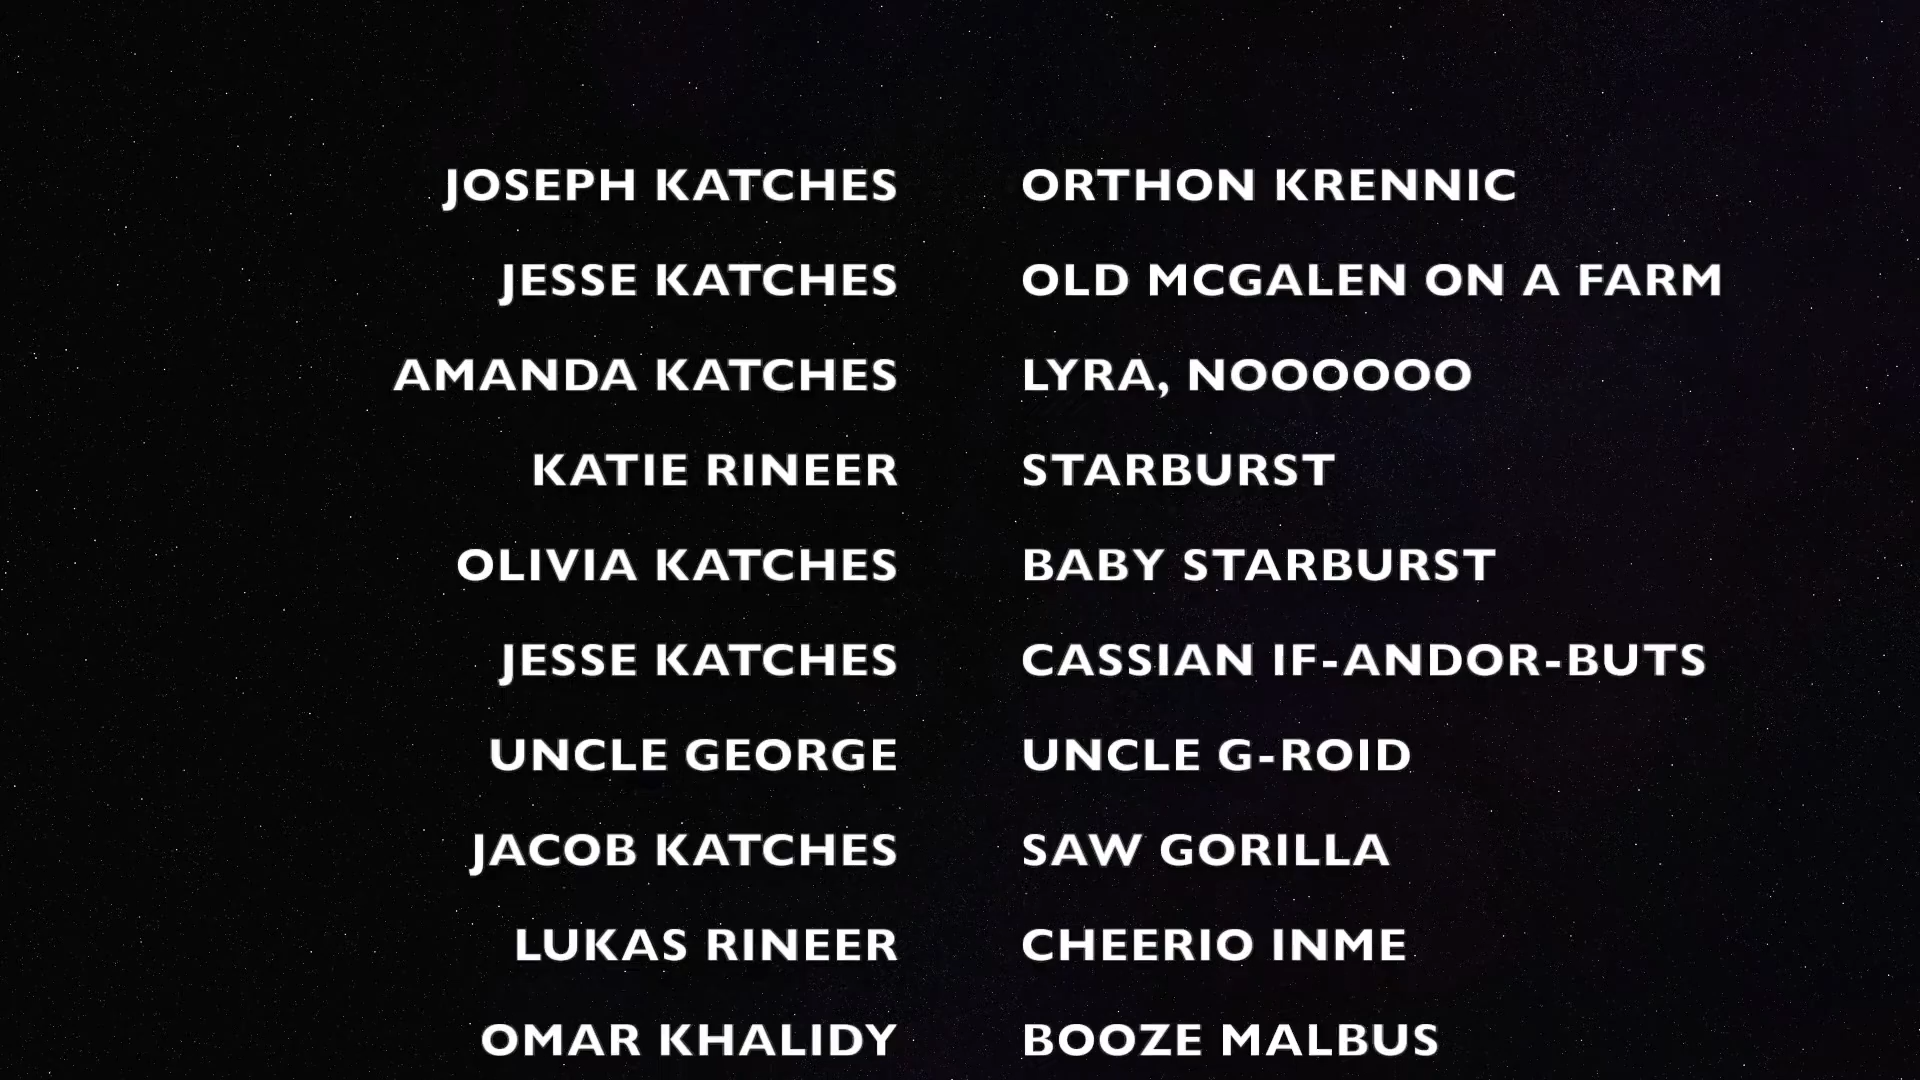 JOSEPH KATCHES ORTHON KRENNIC
JESSE KATCHES OLD MCGALEN ON A FARM
AMANDA KATCHES LYRA, NOOOOOO
KATIE RINEER STARBURST
OLIVIA KATCHES BABY STARBURST
JESSE KATCHES CASSIAN IF-ANDOR-BUTS
UNCLE GEORGE UNCLE G-ROID
JACOB KATCHES SAW GORILLA
LUKAS RINEER CHEERIO INME
OMAR KHALIDY BOOZE MALBUS